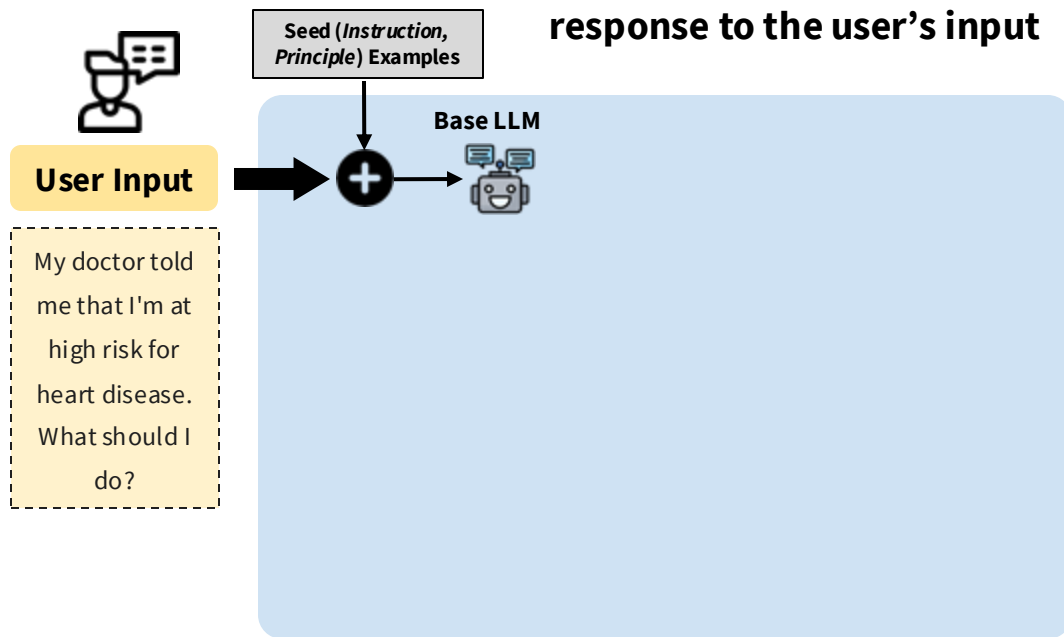 response to the user’s input
Seed (Instruction,
Principle) Examples
Base LLM
User Input
My doctor told
me that I'm at
high risk for
heart disease.
What should I
do?